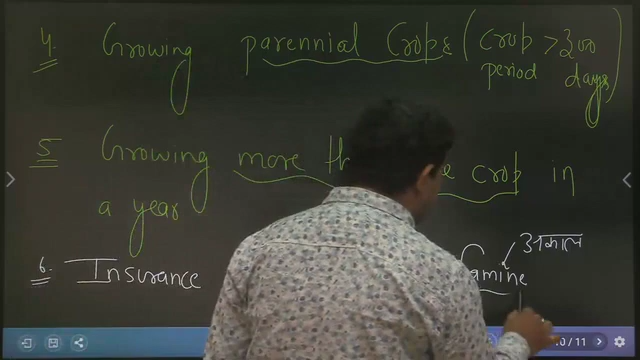 4. Growing parennial Crops (Crop > 300
period days)
5 Growing more th e crop in
a year
अकाल
6. Insurance amine
0 / 11